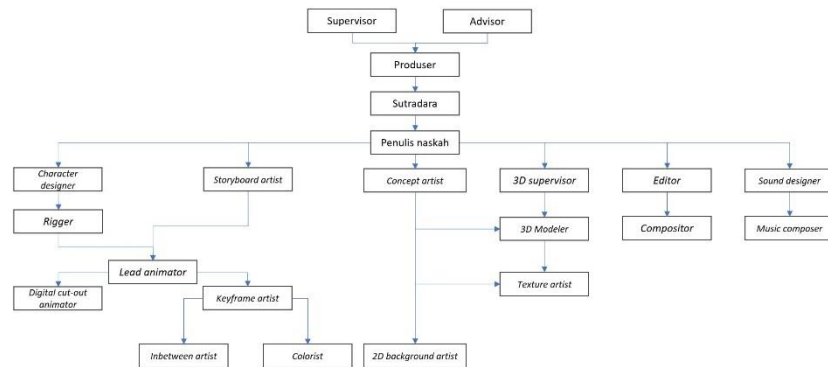 Supervisor
Advisor
Produser
Sutradara
Penulis naskah
Character
designer
Storyboard artist
Concept artist
3D supervisor
Editor
Sound designer
Rigger
3D Modeler
Compositor
Music composer
Lead animator
Digital cut-out
animator
Keyframe artist
Texture artist
Inbetween artist
Colorist
2D background artist